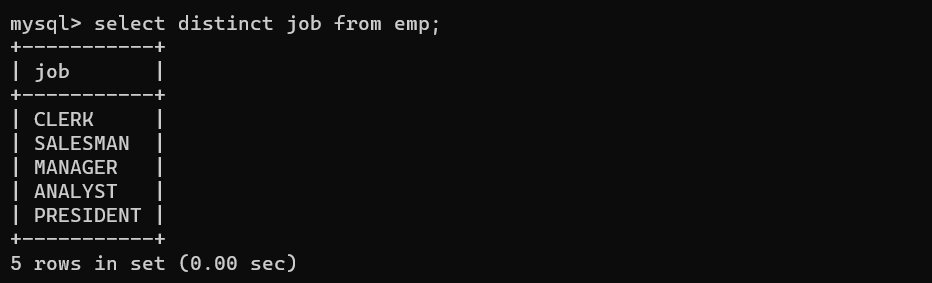 mysql> select distinct job from emp;
+-----------+
| job       |
+-----------+
| CLERK     |
| SALESMAN  |
| MANAGER   |
| ANALYST   |
| PRESIDENT |
+-----------+
5 rows in set (0.00 sec)